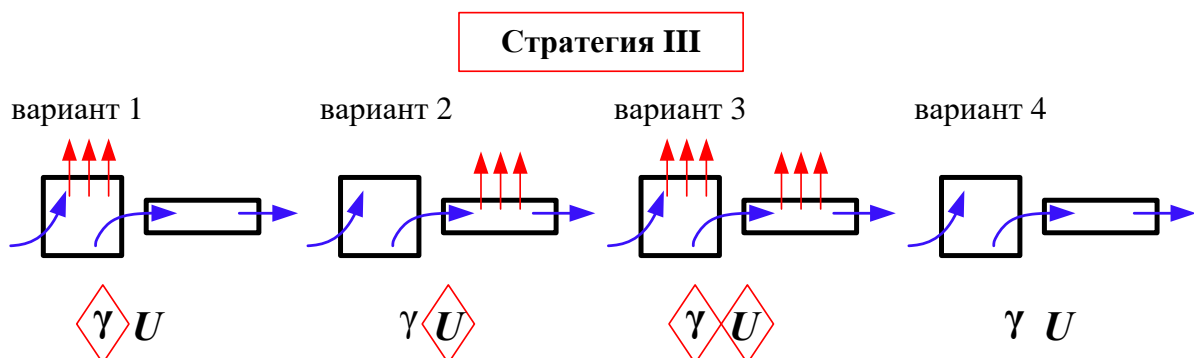 Стратегия III
вариант 1
вариант 2
вариант 3
вариант 4
γ U
γ U
γ U
γ U